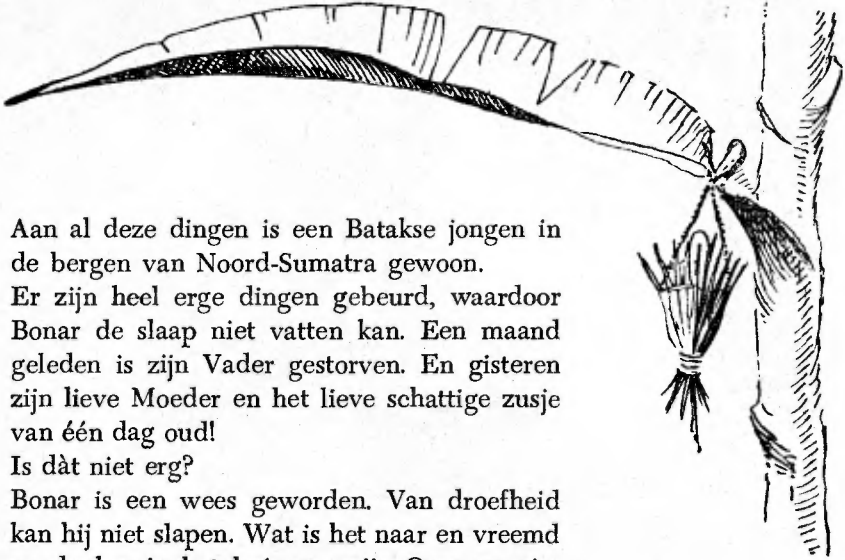 Aan al deze dingen is een Batakse jongen in
de bergen van Noord-Sumatra gewoon.
Er zijn heel erge dingen gebeurd, waardoor
Bonar de slaap niet vatten kan. Een maand
geleden is zijn Vader gestorven. En gisteren
zijn lieve Moeder en het lieve schattige zusje
van één dag oud!
Is dàt niet erg?
Bonar is een wees geworden. Van droefheid
kan hij niet slapen. Wat is het naar en vreemd